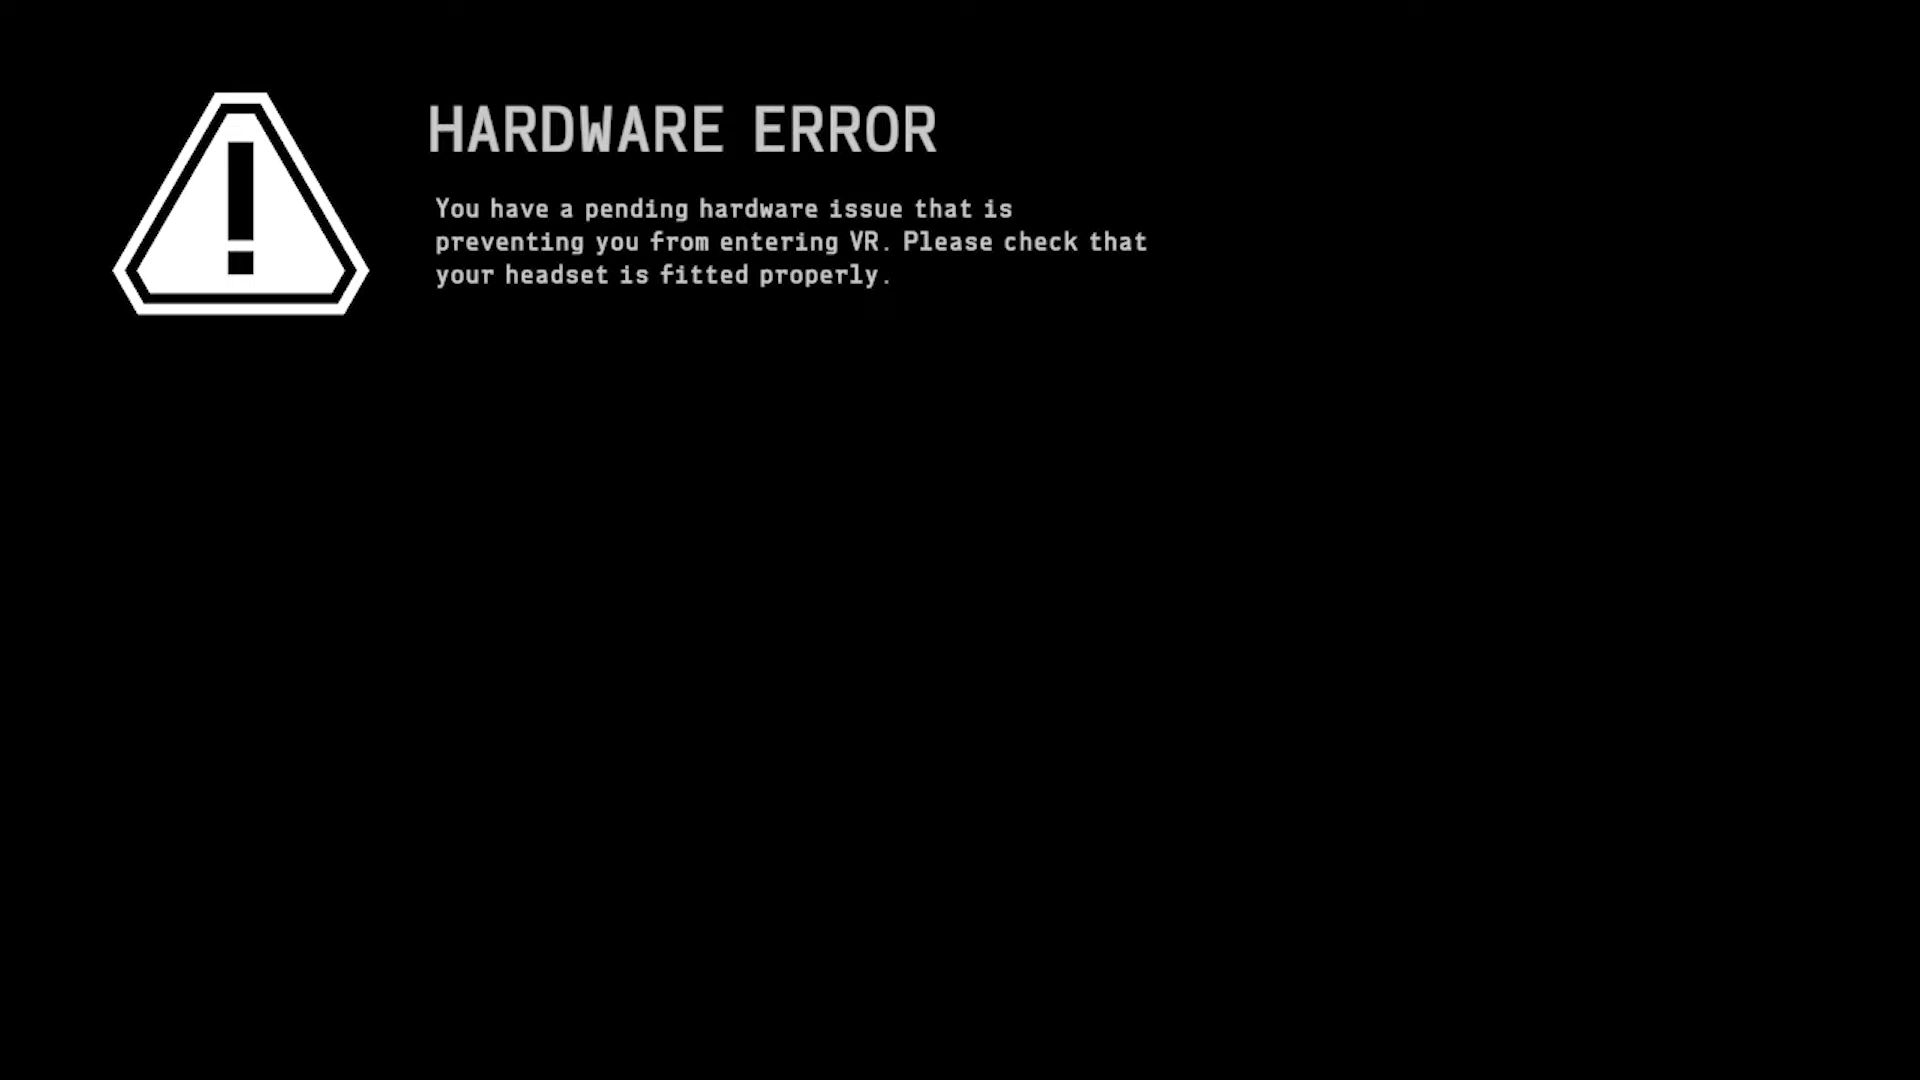 HARDWARE ERROR
You have a pending hardware issue that is
preventing you from entering VR. Please check that
your headset is fitted properly.